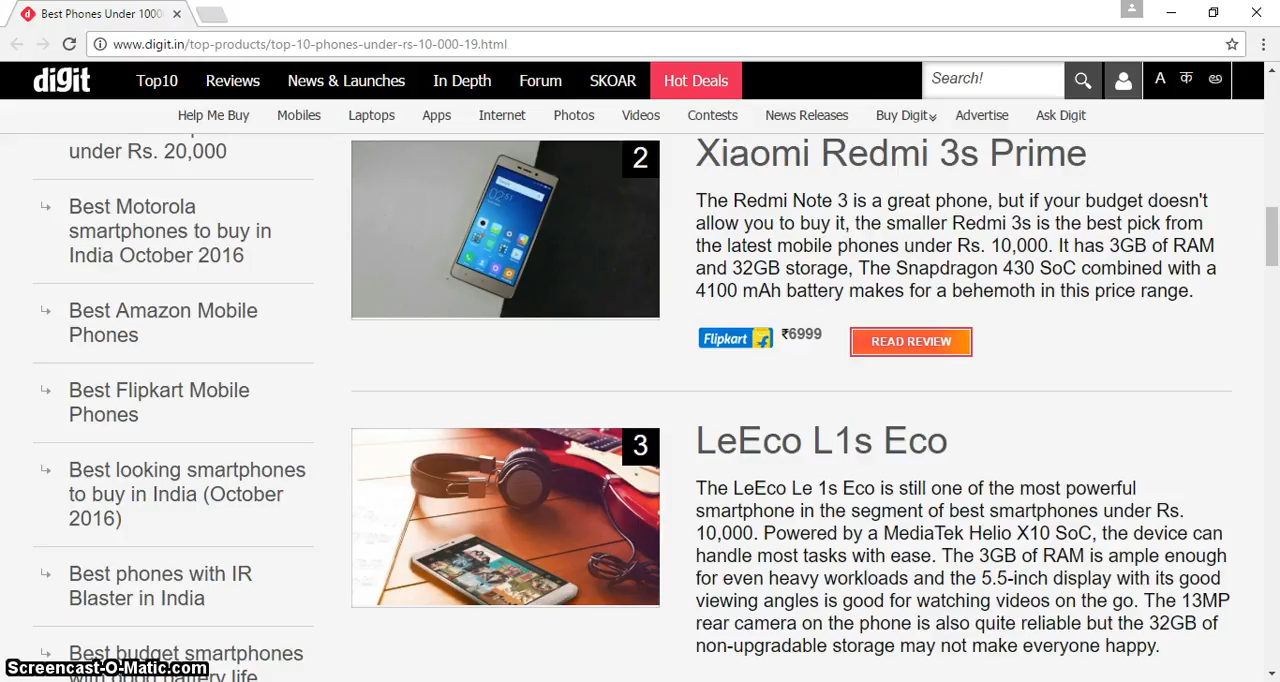 Best Phones Under 1000
www.digit.in/top-products/top-10-phones-under-rs-10-000-19.html
digit
Top10
Reviews
News & Launches
In Depth
Forum
SKOAR
Hot Deals
Search!
A
क
Help Me Buy
Mobiles
Laptops
Apps
Internet
Photos
Videos
Contests
News Releases
Buy Digit
Advertise
Ask Digit
under Rs. 20,000
Best Motorola
smartphones to buy in
India October 2016
Best Amazon Mobile
Phones
Best Flipkart Mobile
Phones
Best looking smartphones
to buy in India (October
2016)
Best phones with IR
Blaster in India
Best budget smartphones
with good battery life
2
02:51
Xiaomi Redmi 3s Prime
The Redmi Note 3 is a great phone, but if your budget doesn't
allow you to buy it, the smaller Redmi 3s is the best pick from
the latest mobile phones under Rs. 10,000. It has 3GB of RAM
and 32GB storage, The Snapdragon 430 SoC combined with a
4100 mAh battery makes for a behemoth in this price range.
Flipkart
₹6999
READ REVIEW
3
LeEco L1s Eco
The LeEco Le 1s Eco is still one of the most powerful
smartphone in the segment of best smartphones under Rs.
10,000. Powered by a MediaTek Helio X10 SoC, the device can
handle most tasks with ease. The 3GB of RAM is ample enough
for even heavy workloads and the 5.5-inch display with its good
viewing angles is good for watching videos on the go. The 13MP
rear camera on the phone is also quite reliable but the 32GB of
non-upgradable storage may not make everyone happy.
Screencast-O-Matic.com